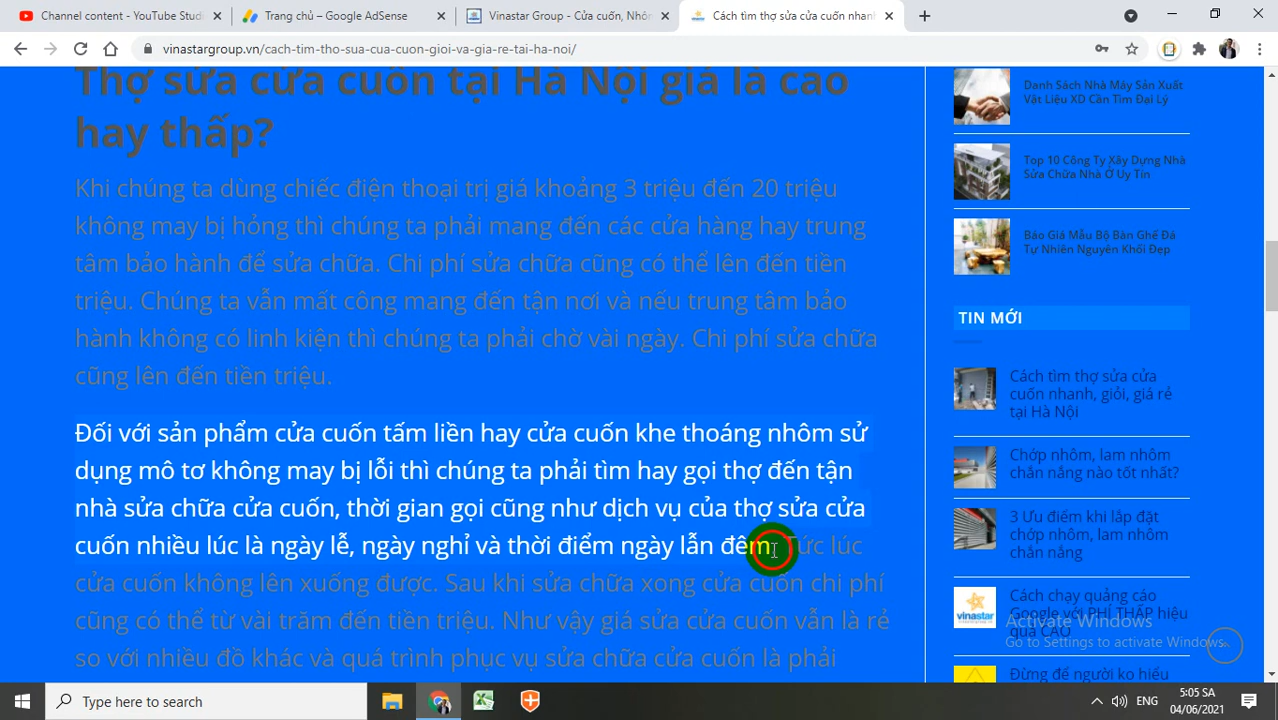 Channel content - YouTube Studi
Trang chủ – Google AdSense
Vinastar Group - Cửa cuốn, Nhôm
Cách tìm thợ sửa cửa cuốn nhanh
vinastargroup.vn/cach-tim-tho-sua-cua-cuon-gioi-va-gia-re-tai-ha-noi/
Thợ sửa cửa cuốn tại Hà Nội giá là cao
hay thấp?
Khi chúng ta dùng chiếc điện thoại trị giá khoảng 3 triệu đến 20 triệu
không may bị hỏng thì chúng ta phải mang đến các cửa hàng hay trung
tâm bảo hành để sửa chữa. Chi phí sửa chữa cũng có thể lên đến tiền
triệu. Chúng ta vẫn mất công mang đến tận nơi và nếu trung tâm bảo
hành không có linh kiện thì chúng ta phải chờ vài ngày. Chi phí sửa chữa
cũng lên đến tiền triệu.
Đối với sản phẩm cửa cuốn tấm liền hay cửa cuốn khe thoáng nhôm sử
dụng mô tơ không may bị lỗi thì chúng ta phải tìm hay gọi thợ đến tận
nhà sửa chữa cửa cuốn, thời gian gọi cũng như dịch vụ của thợ sửa cửa
cuốn nhiều lúc là ngày lễ, ngày nghỉ và thời điểm ngày lẫn đêm. Tức lúc
cửa cuốn không lên xuống được. Sau khi sửa chữa xong cửa cuốn chi phí
cũng có thể từ vài trăm đến tiền triệu. Như vậy giá sửa cửa cuốn vẫn là rẻ
so với nhiều đồ khác và quá trình phục vụ sửa chữa cửa cuốn là phải
Danh Sách Nhà Máy Sản Xuất
Vật Liệu XD Cần Tìm Đại Lý
Top 10 Công Ty Xây Dựng Nhà
Sửa Chữa Nhà Ở Uy Tín
Báo Giá Mẫu Bộ Bàn Ghế Đá
Tự Nhiên Nguyên Khối Đẹp
TIN MỚI
Cách tìm thợ sửa cửa
cuốn nhanh, giỏi, giá rẻ
tại Hà Nội
Chớp nhôm, lam nhôm
chắn nắng nào tốt nhất?
3 Ưu điểm khi lắp đặt
chớp nhôm, lam nhôm
chắn nắng
vinastar
Cách chạy quảng cáo
Google với PHÍ THẤP hiệu
quả CAO
Đừng để người ko hiểu
Activate Windows
Go to Settings to activate Windows.
Type here to search
ENG
5:05 SA
04/06/2021